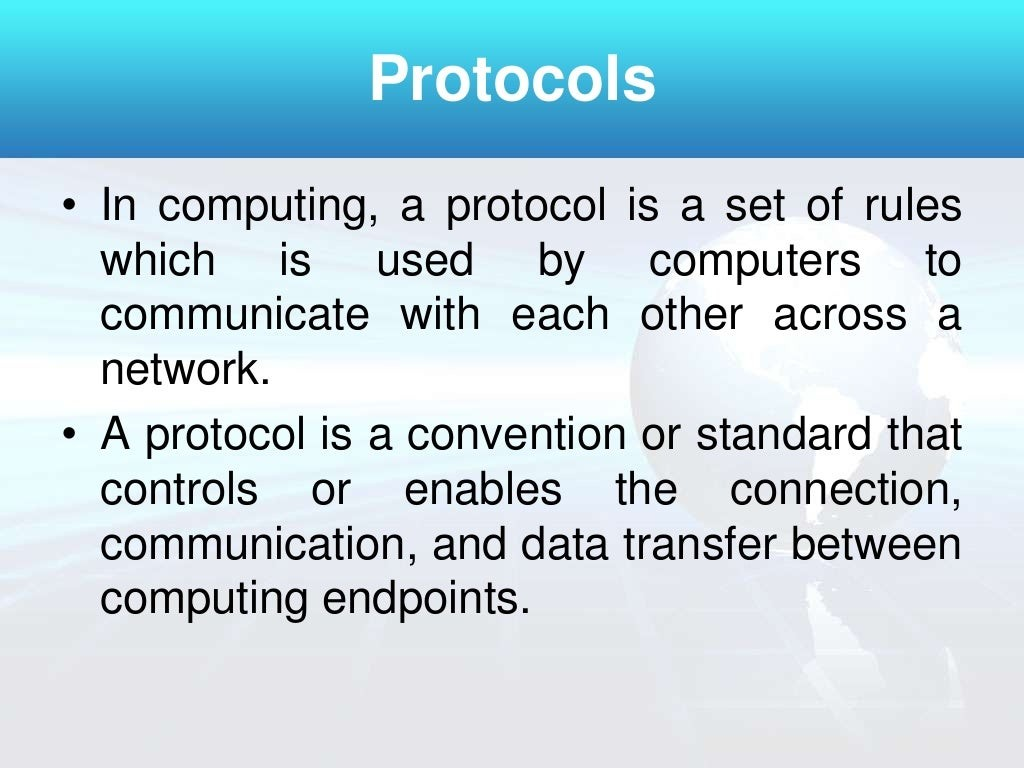 Protocols
• In computing, a protocol is a set of rules
which is used by computers to
communicate with each other across a
network.
• A protocol is a convention or standard that
controls or enables the connection,
communication, and data transfer between
computing endpoints.